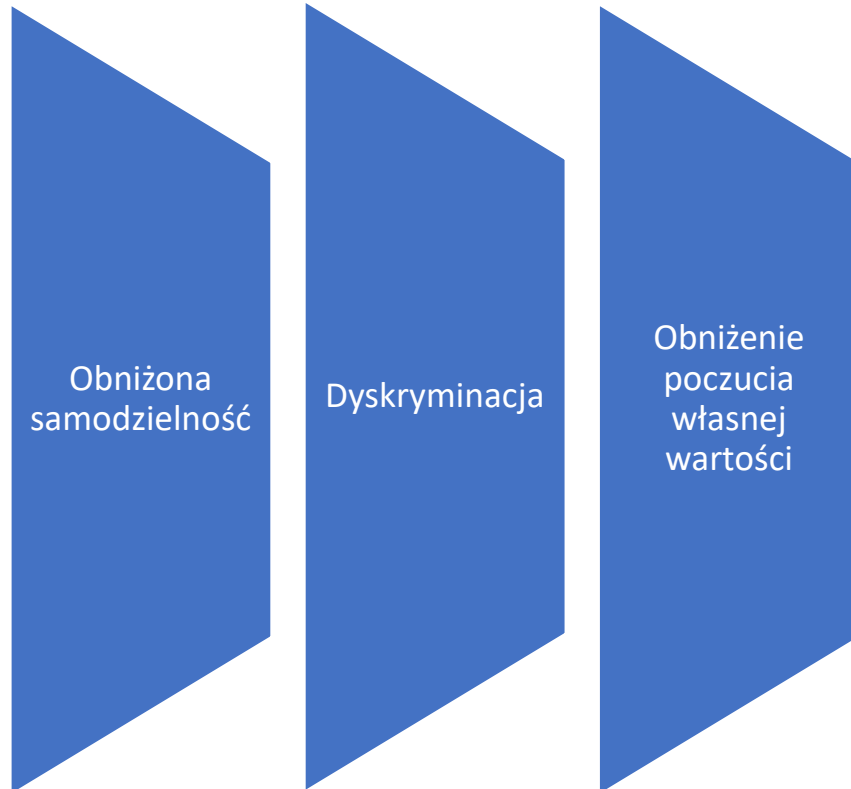 Obniżona
samodzielność
Dyskryminacja
Obniżenie
poczucia
własnej
wartości